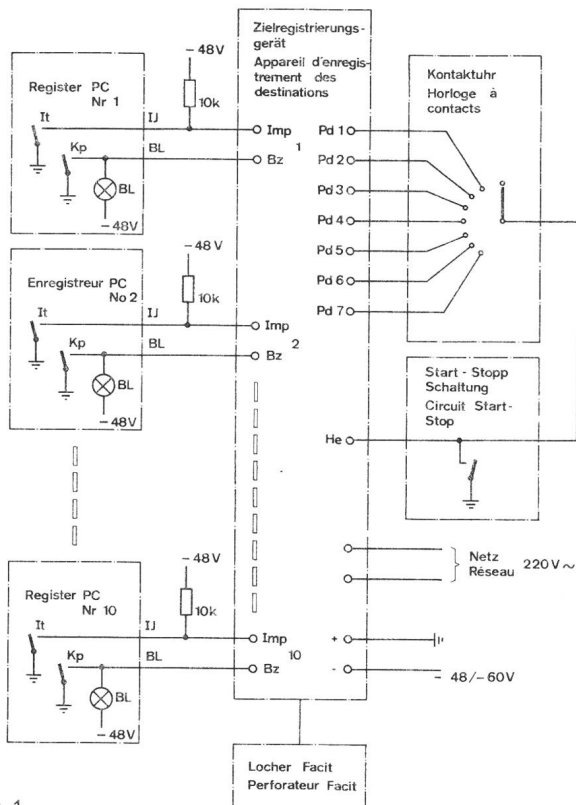 -48V
10k
Register PC
Nr 1
It
IJ
Kp
BL
BL
-48V
-48V
10k
Enregistreur PC
No 2
It
IJ
Kp
BL
BL
-48V
-48V
10k
Register PC
Nr 10
It
IJ
Kp
BL
BL
-48V
Zielregistrierungs-
gerät
Appareil d'enregis-
trement des
destinations
Imp
1
Bz
Imp
2
Bz
Imp
10
Bz
Pd 1
Pd 2
Pd 3
Pd 4
Pd 5
Pd 6
Pd 7
He
+
-
Kontaktuhr
Horloge à
contacts
Start - Stopp
Schaltung
Circuit Start-
Stop
Netz
Réseau
220V~
- 48/-60V
Locher Facit
Perforateur Facit